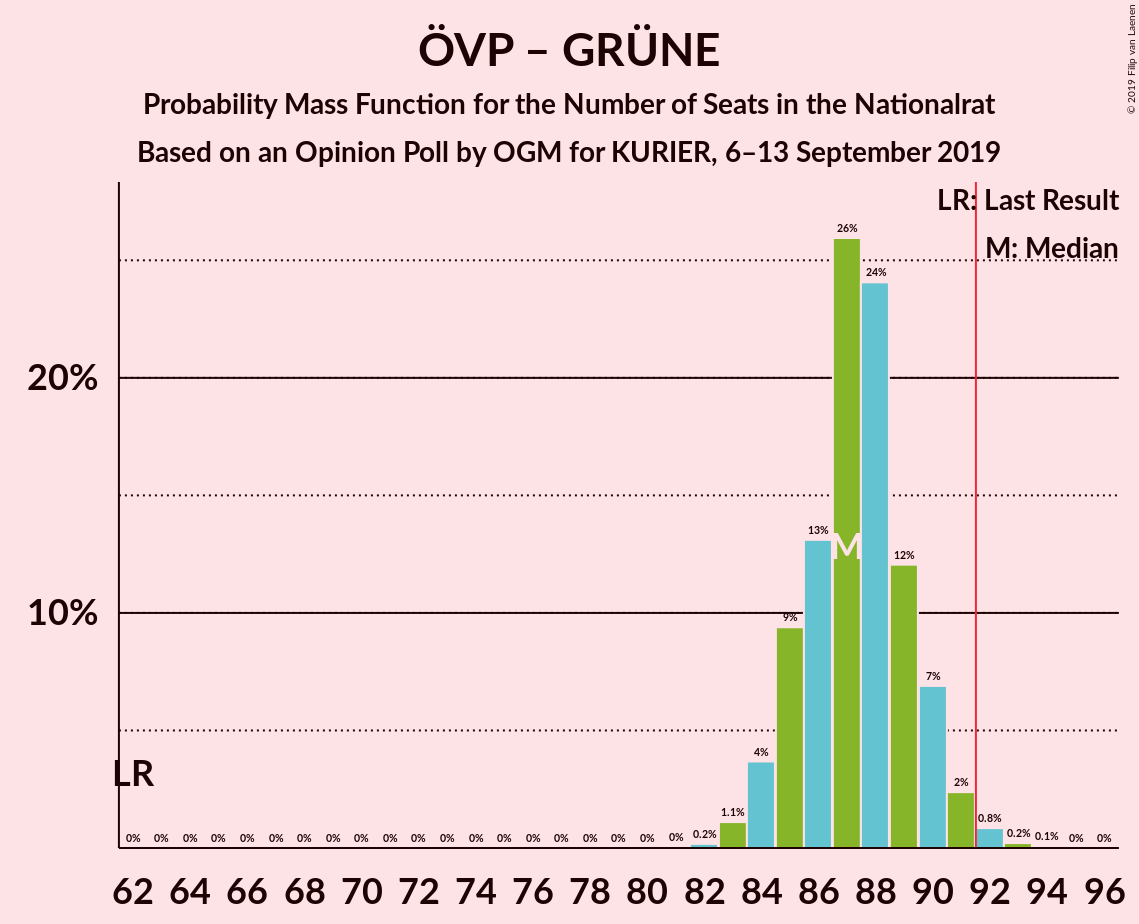 ÖVP – GRÜNE
Probability Mass Function for the Number of Seats in the Nationalrat
Based on an Opinion Poll by OGM for KURIER, 6–13 September 2019
© 2019 Filip van Laenen
LR: Last Result
M: Median
20%
10%
LR
M
0% 0% 0% 0% 0% 0% 0% 0% 0% 0% 0% 0% 0% 0% 0% 0% 0% 0% 0% 0% 0.2% 1.1% 4% 9% 13% 26% 24% 12% 7% 2% 0.8% 0.2% 0.1% 0% 0%
62 64 66 68 70 72 74 76 78 80 82 84 86 88 90 92 94 96